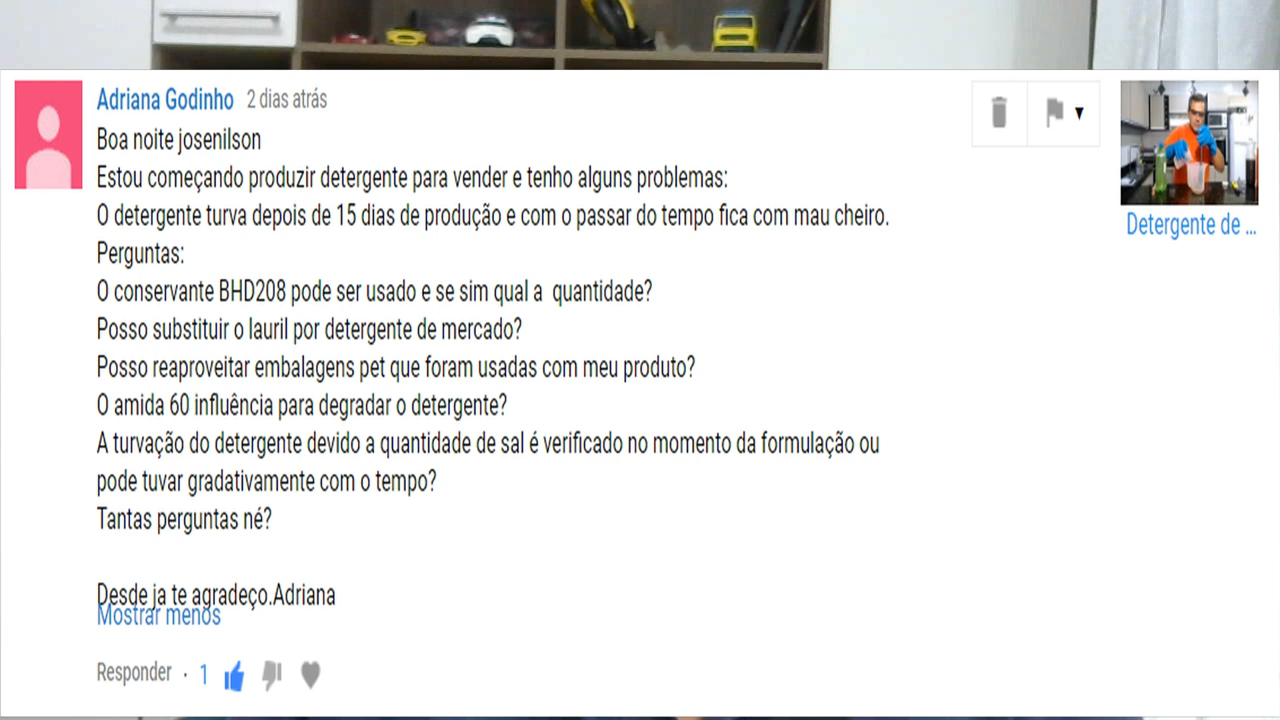 Adriana Godinho 2 dias atrás
Boa noite josenilson
Estou começando produzir detergente para vender e tenho alguns problemas:
O detergente turva depois de 15 dias de produção e com o passar do tempo fica com mau cheiro.
Perguntas:
O conservante BHD208 pode ser usado e se sim qual a quantidade?
Posso substituir o lauril por detergente de mercado?
Posso reaproveitar embalagens pet que foram usadas com meu produto?
O amida 60 influência para degradar o detergente?
A turvação do detergente devido a quantidade de sal é verificado no momento da formulação ou
pode tuvar gradativamente com o tempo?
Tantas perguntas né?
Desde ja te agradeço.Adriana
Mostrar menos
Responder · 1
Detergente de ...